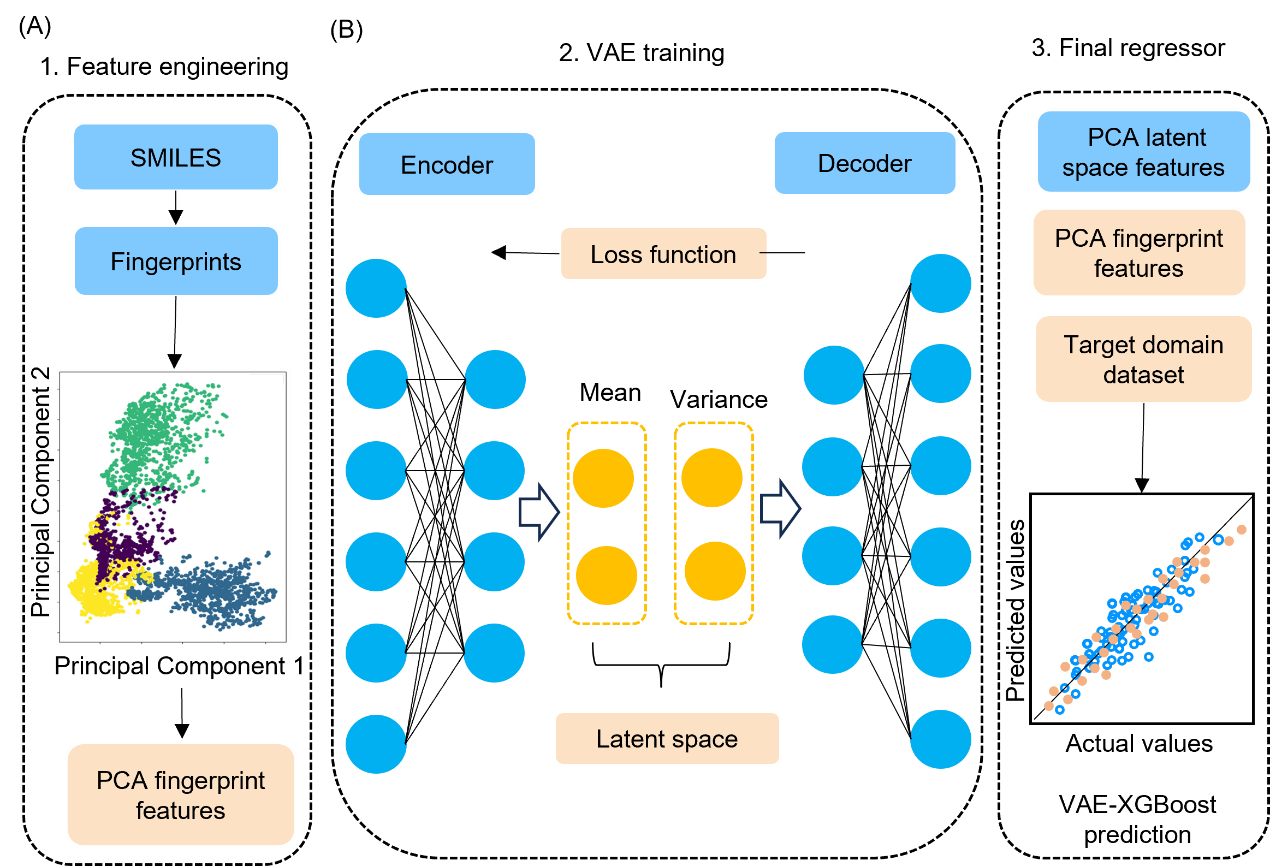 (A)
1. Feature engineering
SMILES
Fingerprints
Principal Component 2
Principal Component 1
PCA fingerprint
features
(B)
2. VAE training
Encoder
Decoder
Loss function
Mean
Variance
Latent space
3. Final regressor
PCA latent
space features
PCA fingerprint
features
Target domain
dataset
Predicted values
Actual values
VAE-XGBoost
prediction